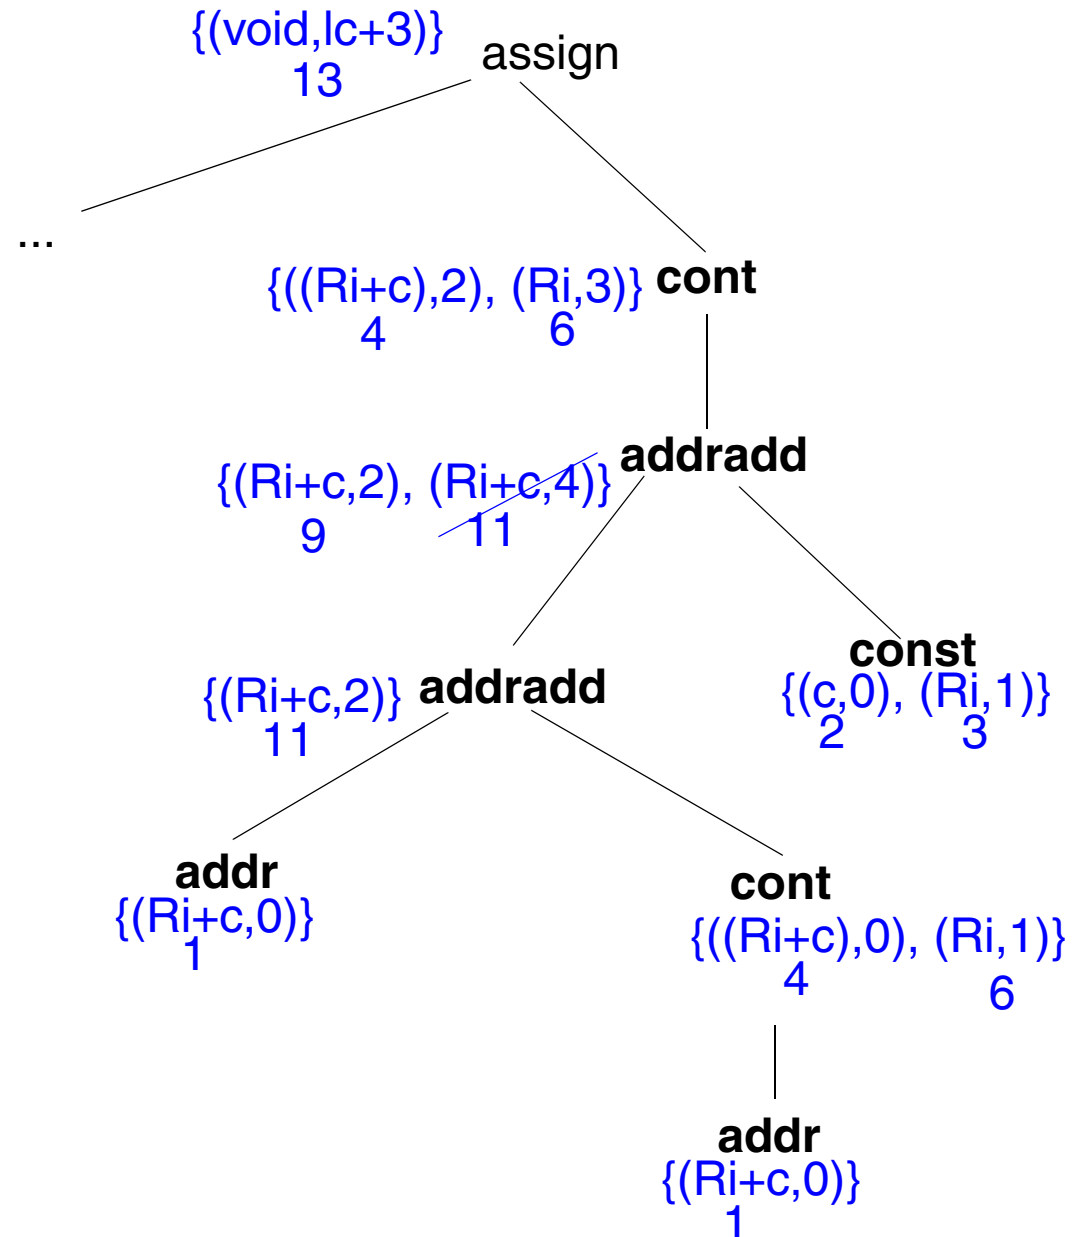 {(void,lc+3)} assign
13
...
{((Ri+c),2), (Ri,3)} cont
4 6
addradd
{(Ri+c,2), (Ri+c,4)}
9 11
const
{(Ri+c,2)} addradd {(c,0), (Ri,1)}
11 2 3
addr cont
{(Ri+c,0)} {((Ri+c),0), (Ri,1)}
1 4 6
addr
{(Ri+c,0)}
1